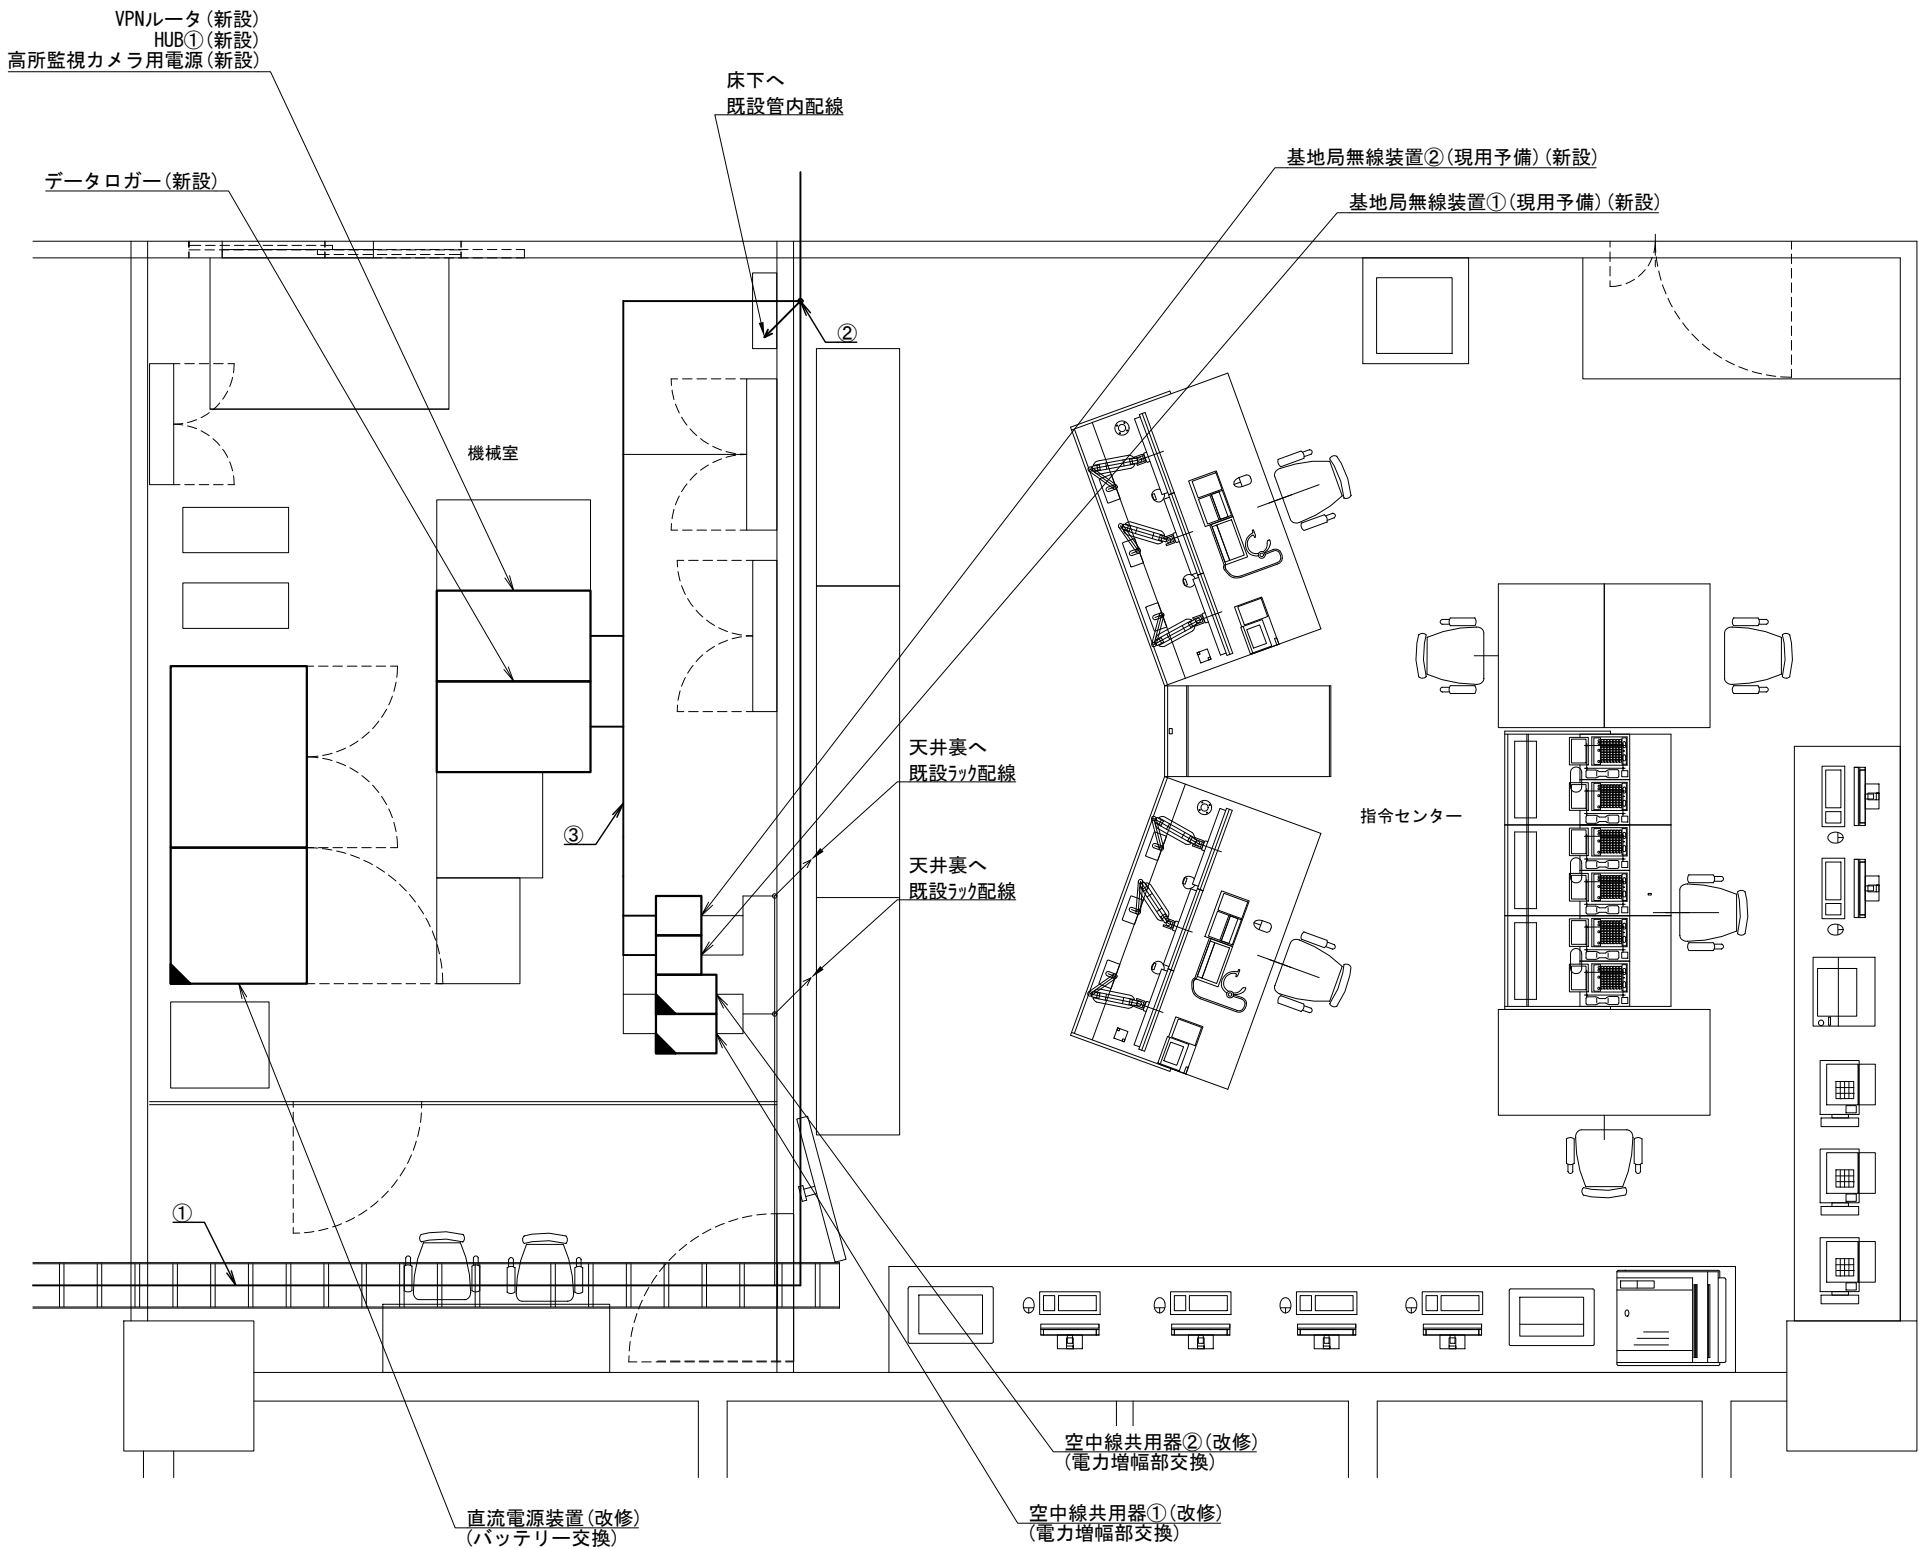 VPNルータ(新設)
HUB①(新設)
高所監視カメラ用電源(新設)
床下へ
既設管内配線
基地局無線装置②(現用予備)(新設)
データロガー(新設)
基地局無線装置①(現用予備)(新設)
②
機械室
天井裏へ
既設ラック配線
指令センター
③
天井裏へ
既設ラック配線
①
空中線共用器②(改修)
(電力増幅部交換)
直流電源装置(改修)
(バッテリー交換)
空中線共用器①(改修)
(電力増幅部交換)